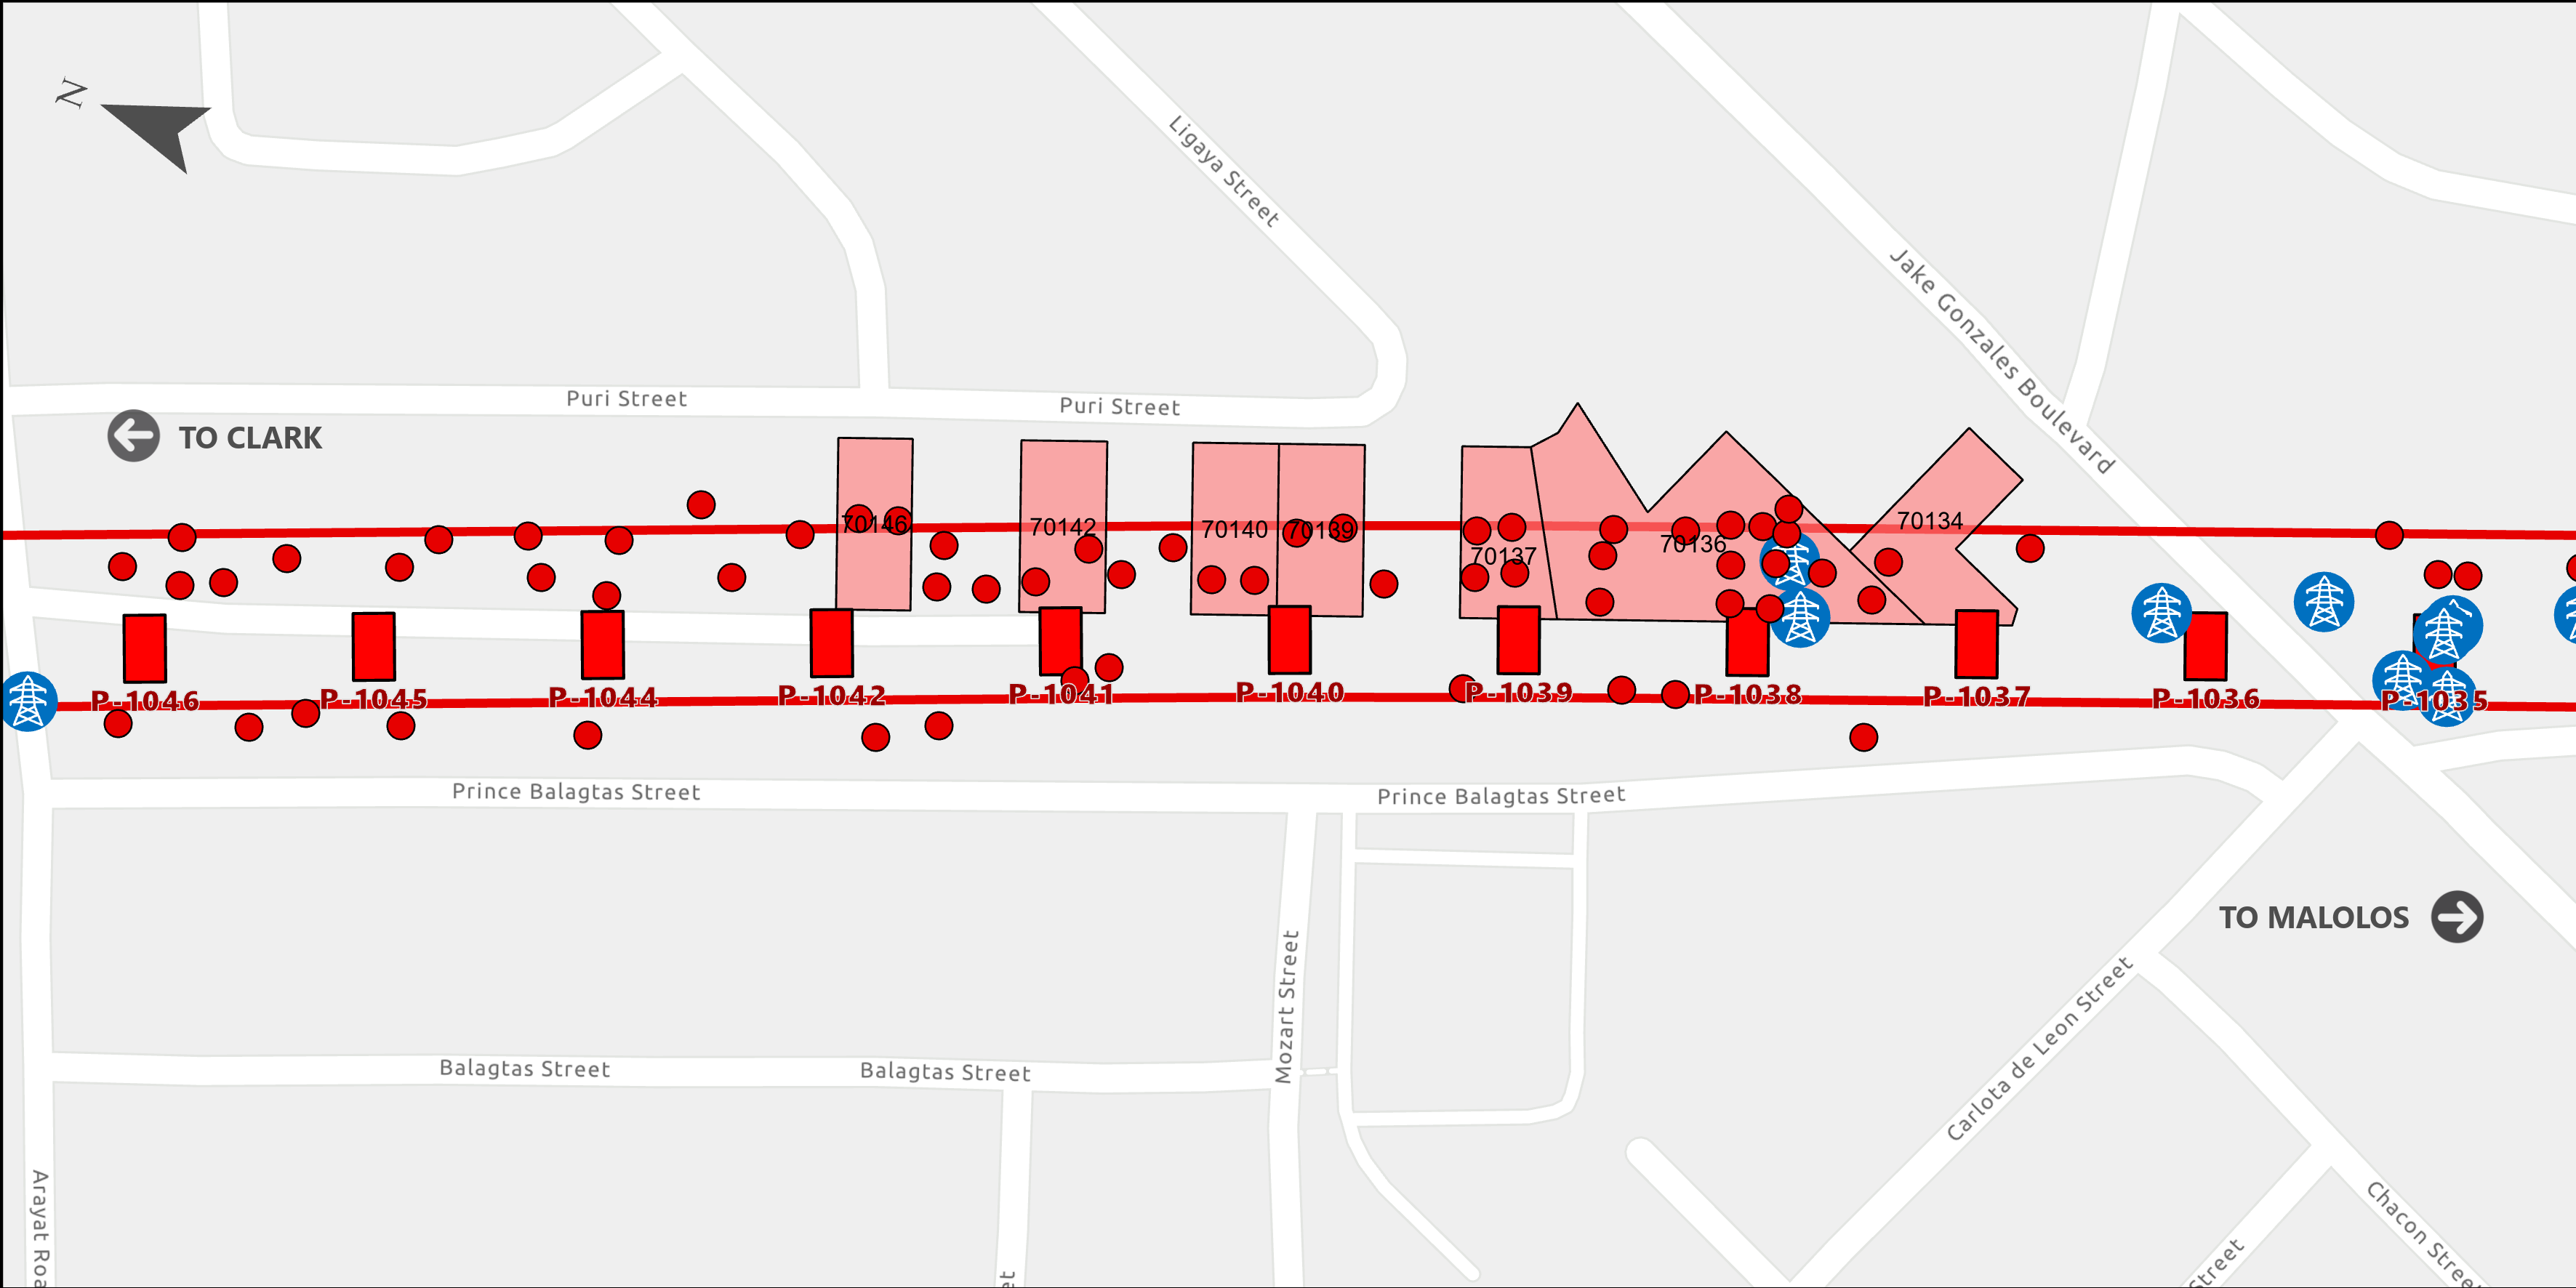 N
Ligaya Street
Jake Gonzales Boulevard
Puri Street
Puri Street
TO CLARK
70146
70142
70140
70139
70137
70136
70134
P-1046
P-1045
P-1044
P-1042
P-1041
P-1040
P-1039
P-1038
P-1037
P-1036
P-1035
Prince Balagtas Street
Prince Balagtas Street
TO MALOLOS
Mozart Street
Carlota de Leon Street
Balagtas Street
Balagtas Street
Arayat Roa
Chacon Stree
Street
et